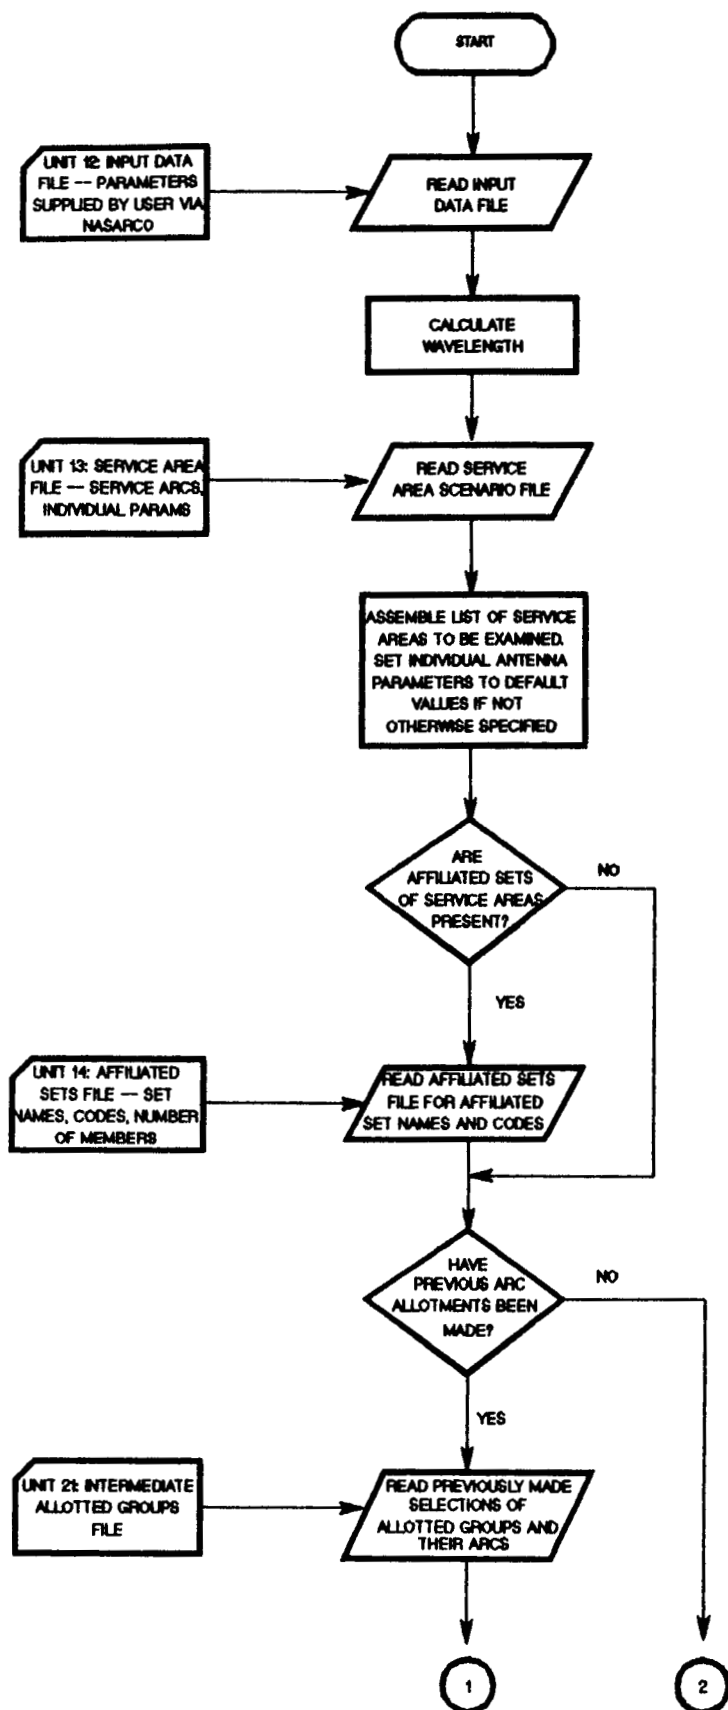 START
UNIT 12: INPUT DATA
FILE -- PARAMETERS
SUPPLIED BY USER VIA
NASARCO
READ INPUT
DATA FILE
CALCULATE
WAVELENGTH
UNIT 13: SERVICE AREA
FILE -- SERVICE ARCS,
INDIVIDUAL PARAMS
READ SERVICE
AREA SCENARIO FILE
ASSEMBLE LIST OF SERVICE
AREAS TO BE EXAMINED.
SET INDIVIDUAL ANTENNA
PARAMETERS TO DEFAULT
VALUES IF NOT
OTHERWISE SPECIFIED
ARE
AFFILIATED SETS
OF SERVICE AREAS
PRESENT?
NO
YES
UNIT 14: AFFILIATED
SETS FILE -- SET
NAMES, CODES, NUMBER
OF MEMBERS
READ AFFILIATED SETS
FILE FOR AFFILIATED
SET NAMES AND CODES
HAVE
PREVIOUS ARC
ALLOTMENTS BEEN
MADE?
NO
YES
UNIT 21: INTERMEDIATE
ALLOTTED GROUPS
FILE
READ PREVIOUSLY MADE
SELECTIONS OF
ALLOTTED GROUPS AND
THEIR ARCS
1
2